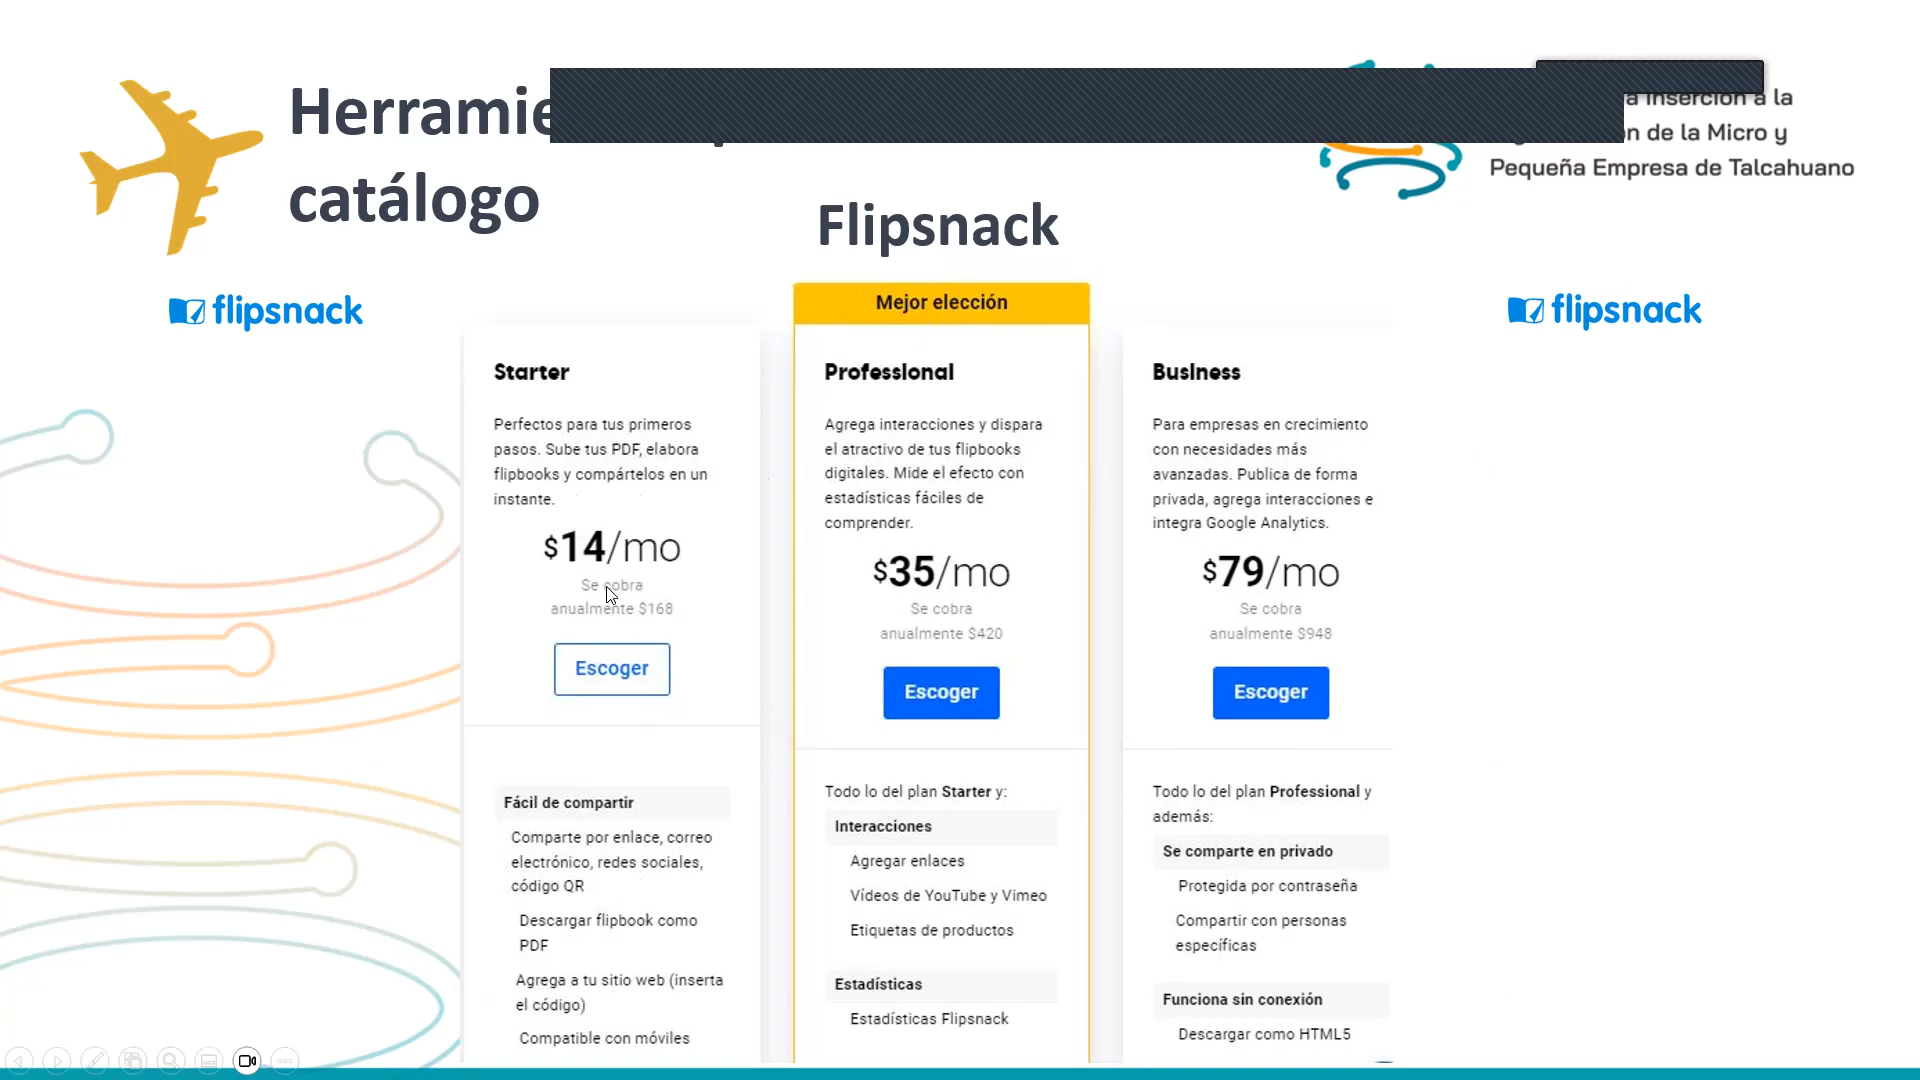 Herramie
catálogo
a Inserción a la
n de la Micro y
Pequeña Empresa de Talcahuano
Flipsnack
flipsnack
flipsnack
Starter
Perfectos para tus primeros
pasos. Sube tus PDF, elabora
flipbooks y compártelos en un
instante.
$14/mo
Se cobra
anualmente $168
Escoger
Fácil de compartir
Comparte por enlace, correo
electrónico, redes sociales,
código QR
Descargar flipbook como
PDF
Agrega a tu sitio web (inserta
el código)
Compatible con móviles
Mejor elección
Professional
Agrega interacciones y dispara
el atractivo de tus flipbooks
digitales. Mide el efecto con
estadísticas fáciles de
comprender.
$35/mo
Se cobra
anualmente $420
Escoger
Todo lo del plan Starter y:
Interacciones
Agregar enlaces
Vídeos de YouTube y Vimeo
Etiquetas de productos
Estadísticas
Estadísticas Flipsnack
Business
Para empresas en crecimiento
con necesidades más
avanzadas. Publica de forma
privada, agrega interacciones e
integra Google Analytics.
$79/mo
Se cobra
anualmente $948
Escoger
Todo lo del plan Professional y
además:
Se comparte en privado
Protegida por contraseña
Compartir con personas
específicas
Funciona sin conexión
Descargar como HTML5